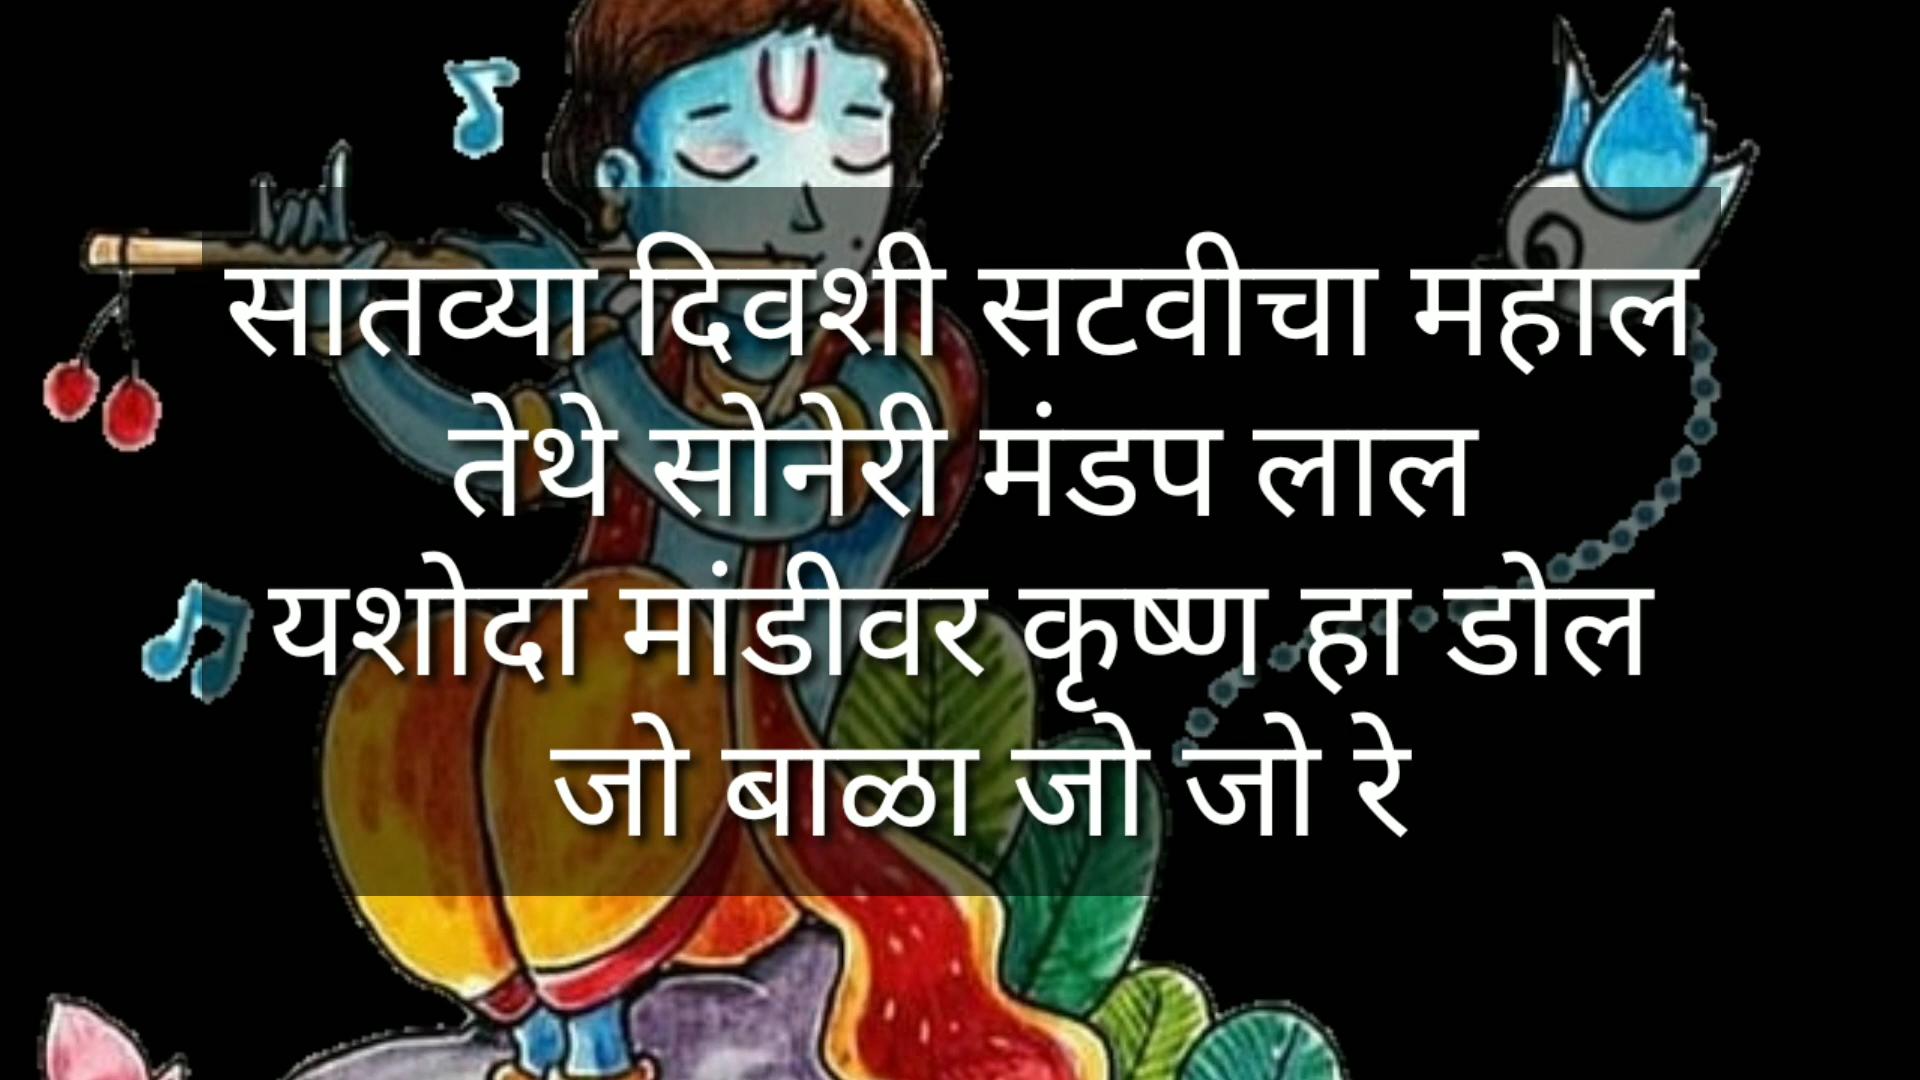 सातव्या दिवशी सटवीचा महाल
तेथे सोनेरी मंडप लाल
यशोदा मांडीवर कृष्ण हा डोल
जो बाळा जो जो रे